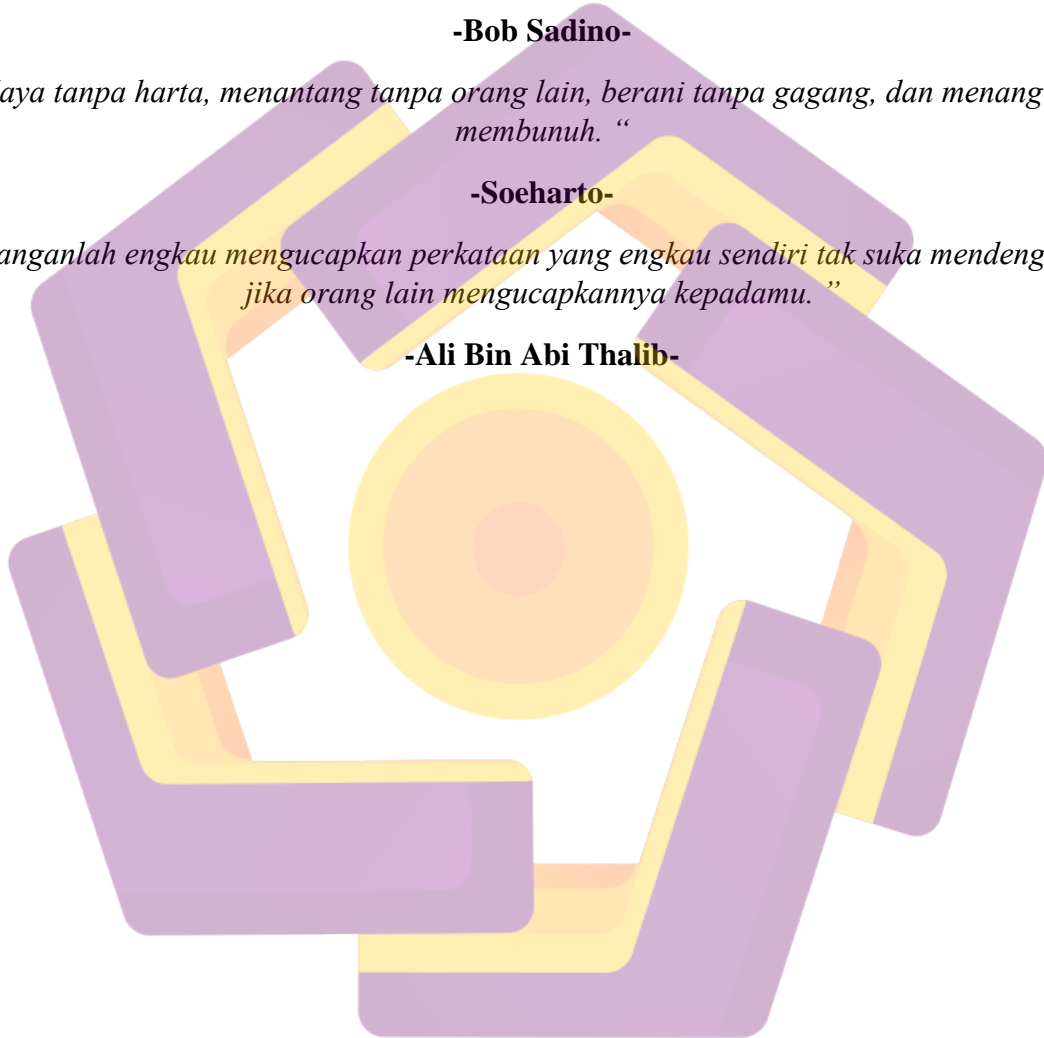 -Bob Sadino-
aya tanpa harta, menantang tanpa orang lain, berani tanpa gagang, dan menang
membunuh. “
-Soeharto-
anganlah engkau mengucapkan perkataan yang engkau sendiri tak suka mendeng
jika orang lain mengucapkannya kepadamu. ”
-Ali Bin Abi Thalib-